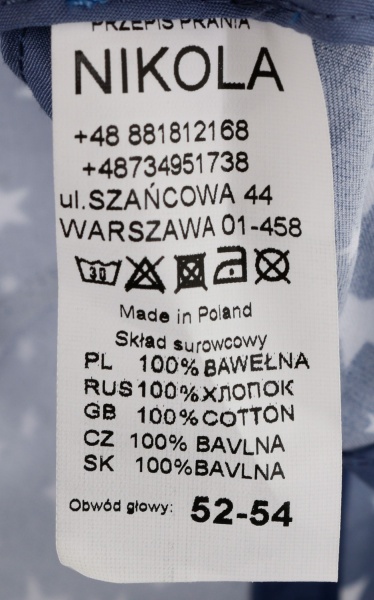 PRZEPIS PRANIA
NIKOLA
+48 881812168
+48734951738
ul.SZAŃCOWA 44
WARSZAWA 01-458
30
Made in Poland
Skład surowcowy
PL 100% BAWEŁNA
RUS 100% ХЛОПОК
GB 100% COTTON
CZ 100% BAVLNA
SK 100% BAVLNA
Obwód głowy: 52-54